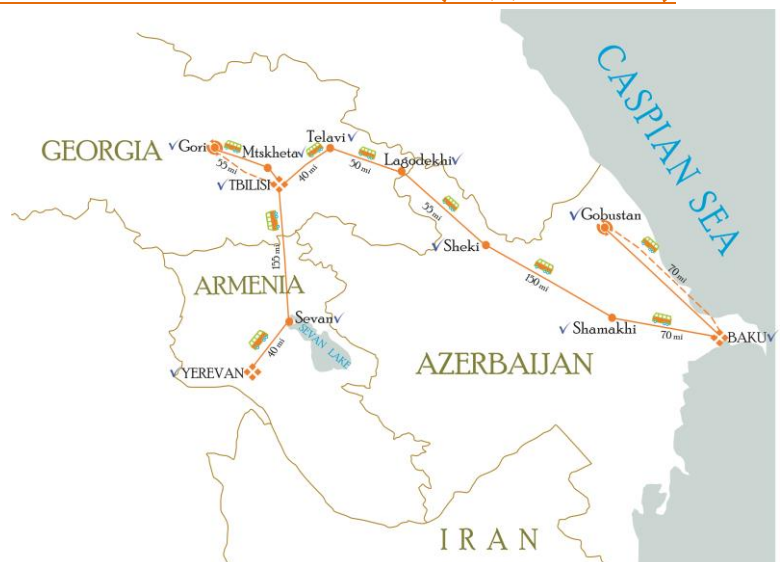 CASPIAN SEA
GEORGIA
Gori
Mtskheta
Telavi
Lagodekhi
55 mi
40 mi
50 mi
TBILISI
Gobustan
55 mi
Sheki
70 mi
155 mi
ARMENIA
150 mi
Sevan
SEVAN LAKE
Shamakhi
70 mi
BAKU
40 mi
YEREVAN
AZERBAIJAN
IRAN